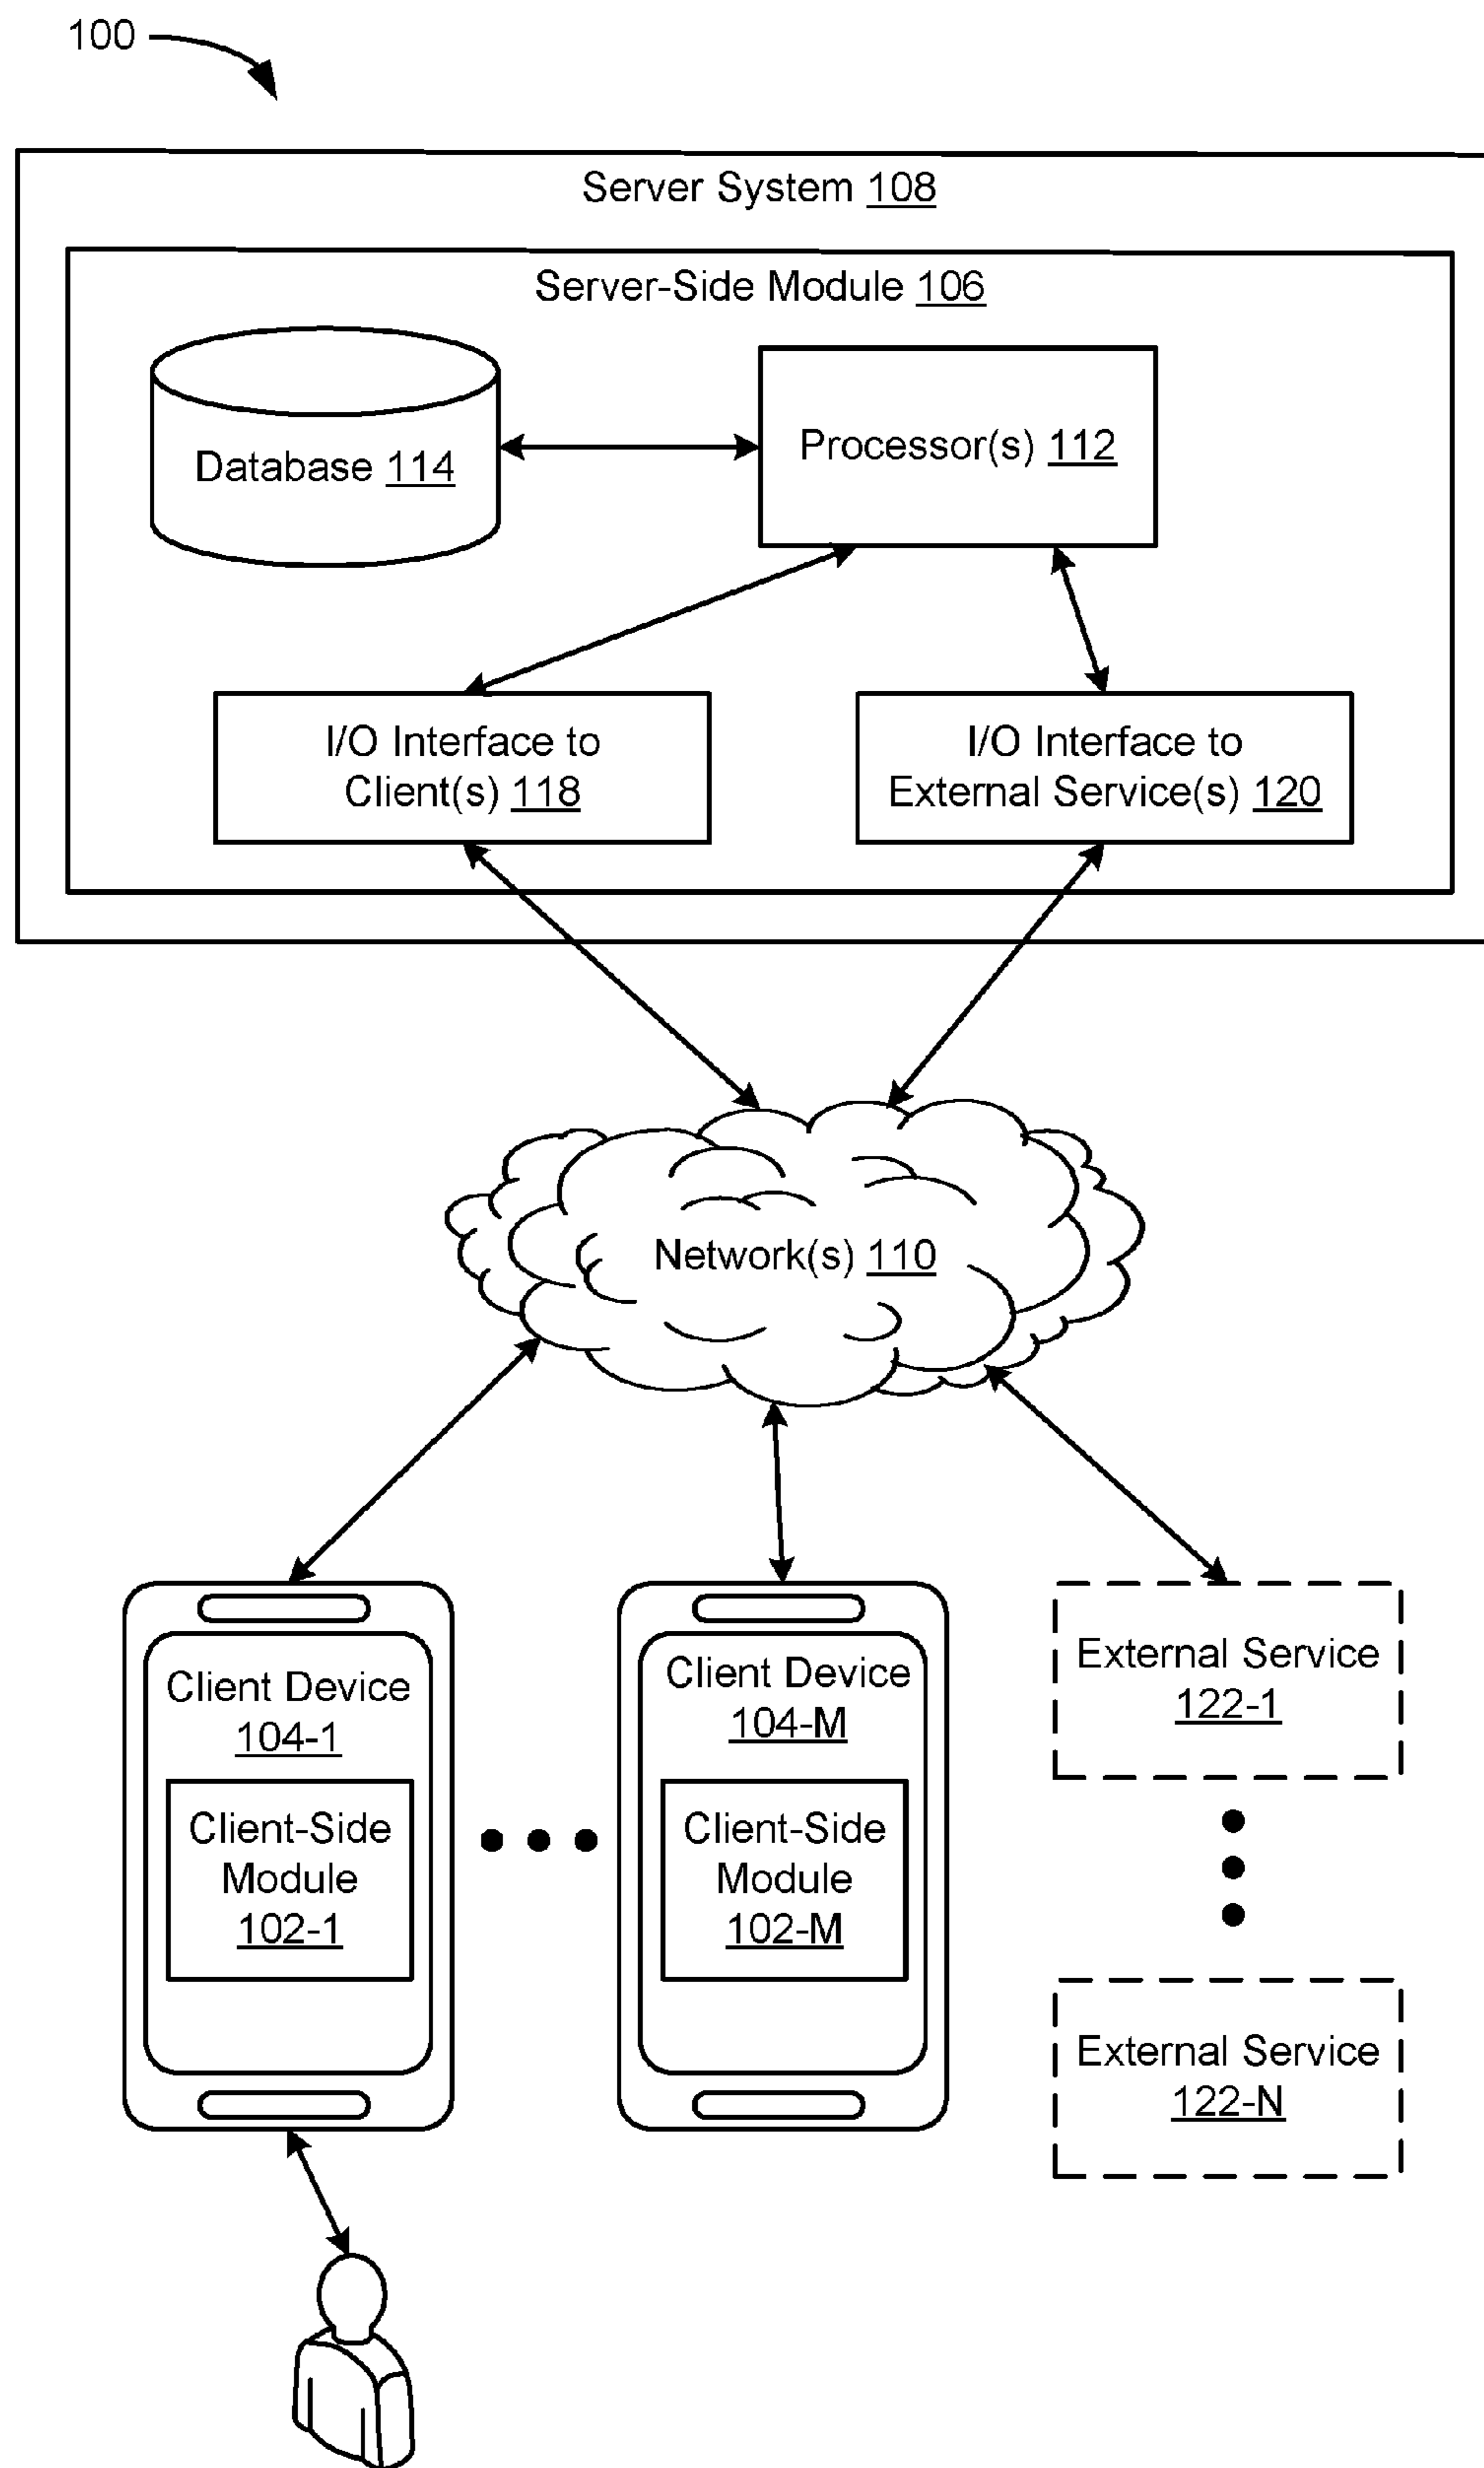 100
Server System 108
Server-Side Module 106
Database 114
Processor(s) 112
I/O Interface to
Client(s) 118
I/O Interface to
External Service(s) 120
Network(s) 110
Client Device
104-1
Client-Side
Module
102-1
Client Device
104-M
Client-Side
Module
102-M
External Service
122-1
External Service
122-N